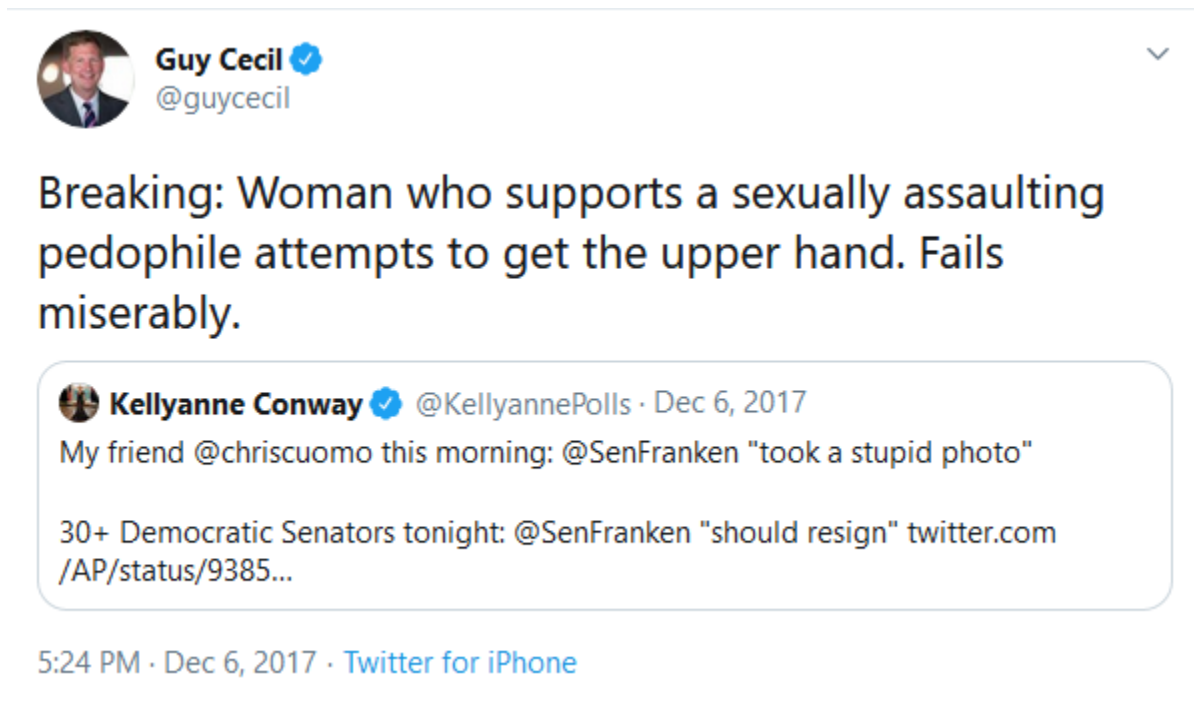 Guy Cecil
@guycecil
Breaking: Woman who supports a sexually assaulting
pedophile attempts to get the upper hand. Fails
miserably.
Kellyanne Conway @KellyannePolls · Dec 6, 2017
My friend @chriscuomo this morning: @SenFranken "took a stupid photo"
30+ Democratic Senators tonight: @SenFranken "should resign" twitter.com
/AP/status/9385...
5:24 PM · Dec 6, 2017 · Twitter for iPhone